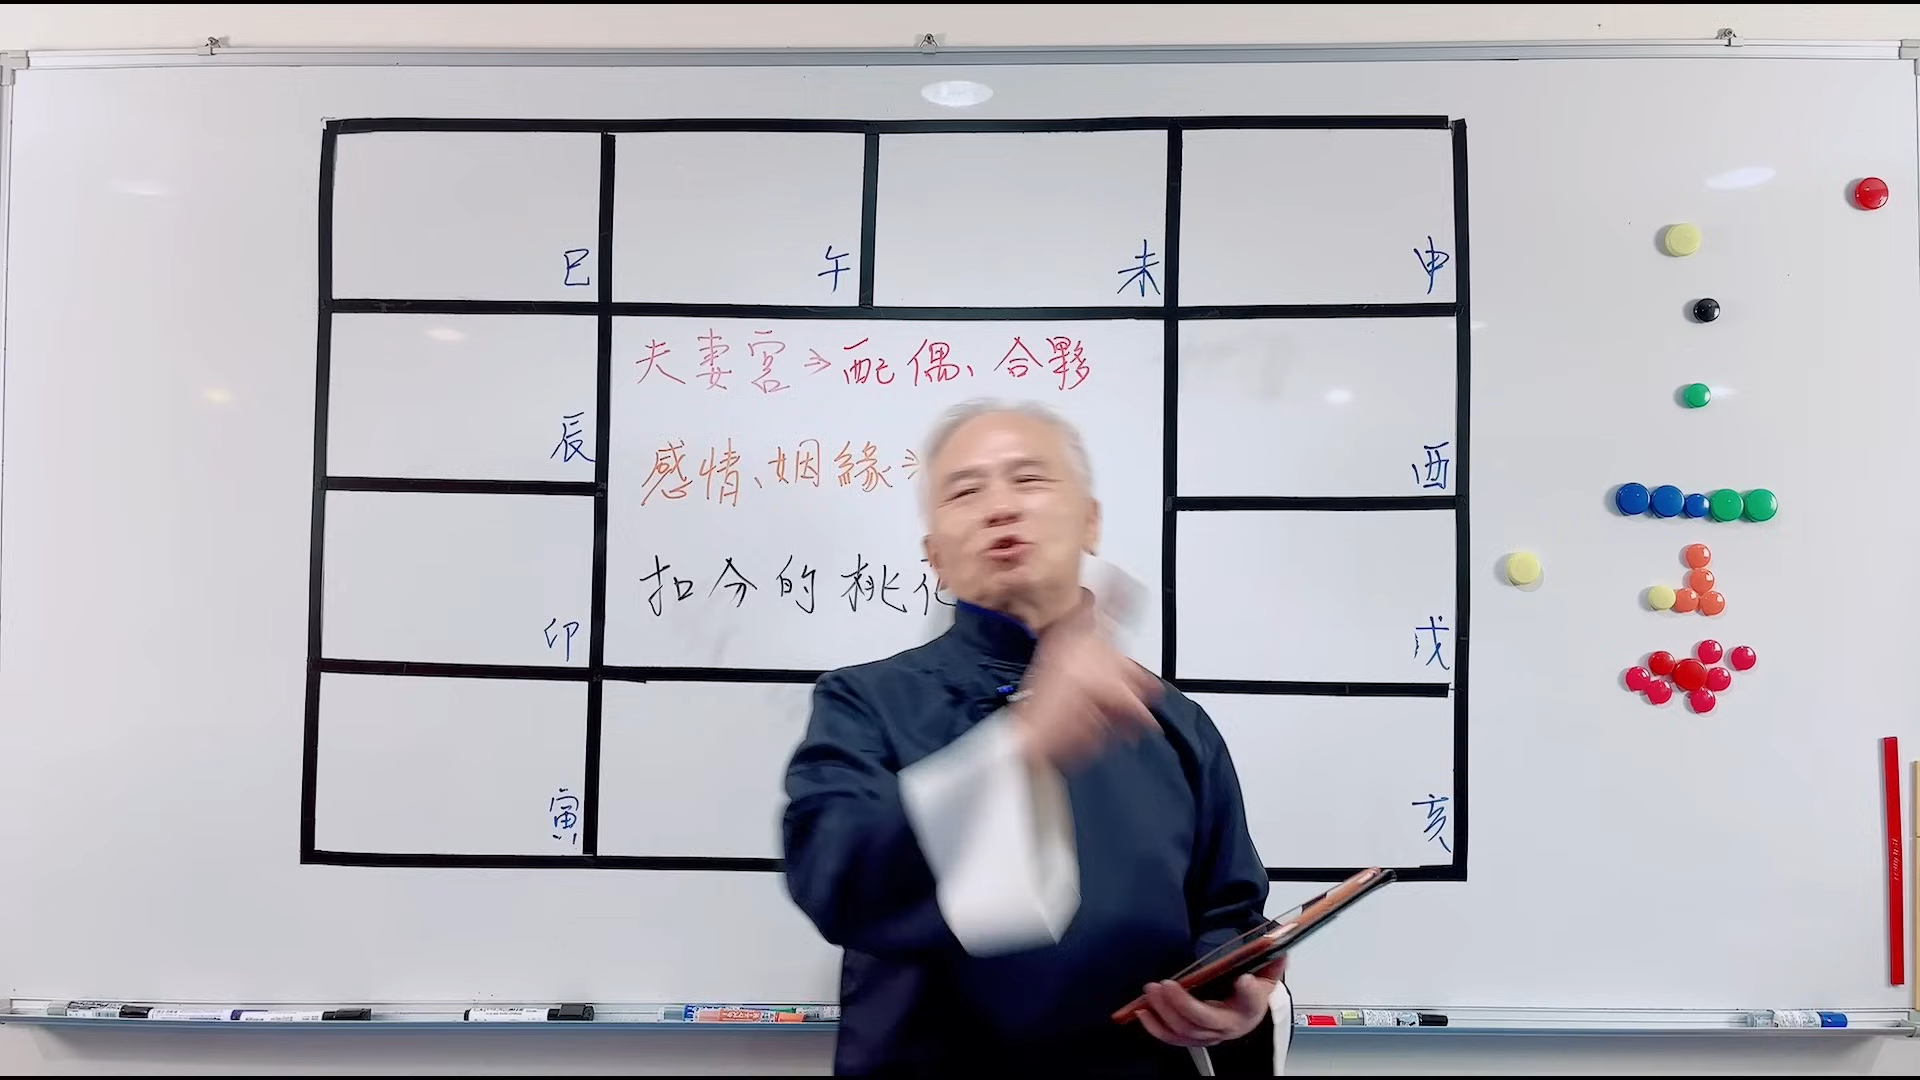 巳
午
未
申
夫妻宮⇒配偶、合夥
辰
酉
感情、姻緣⇒
扣分的桃
卯
戌
寅
亥